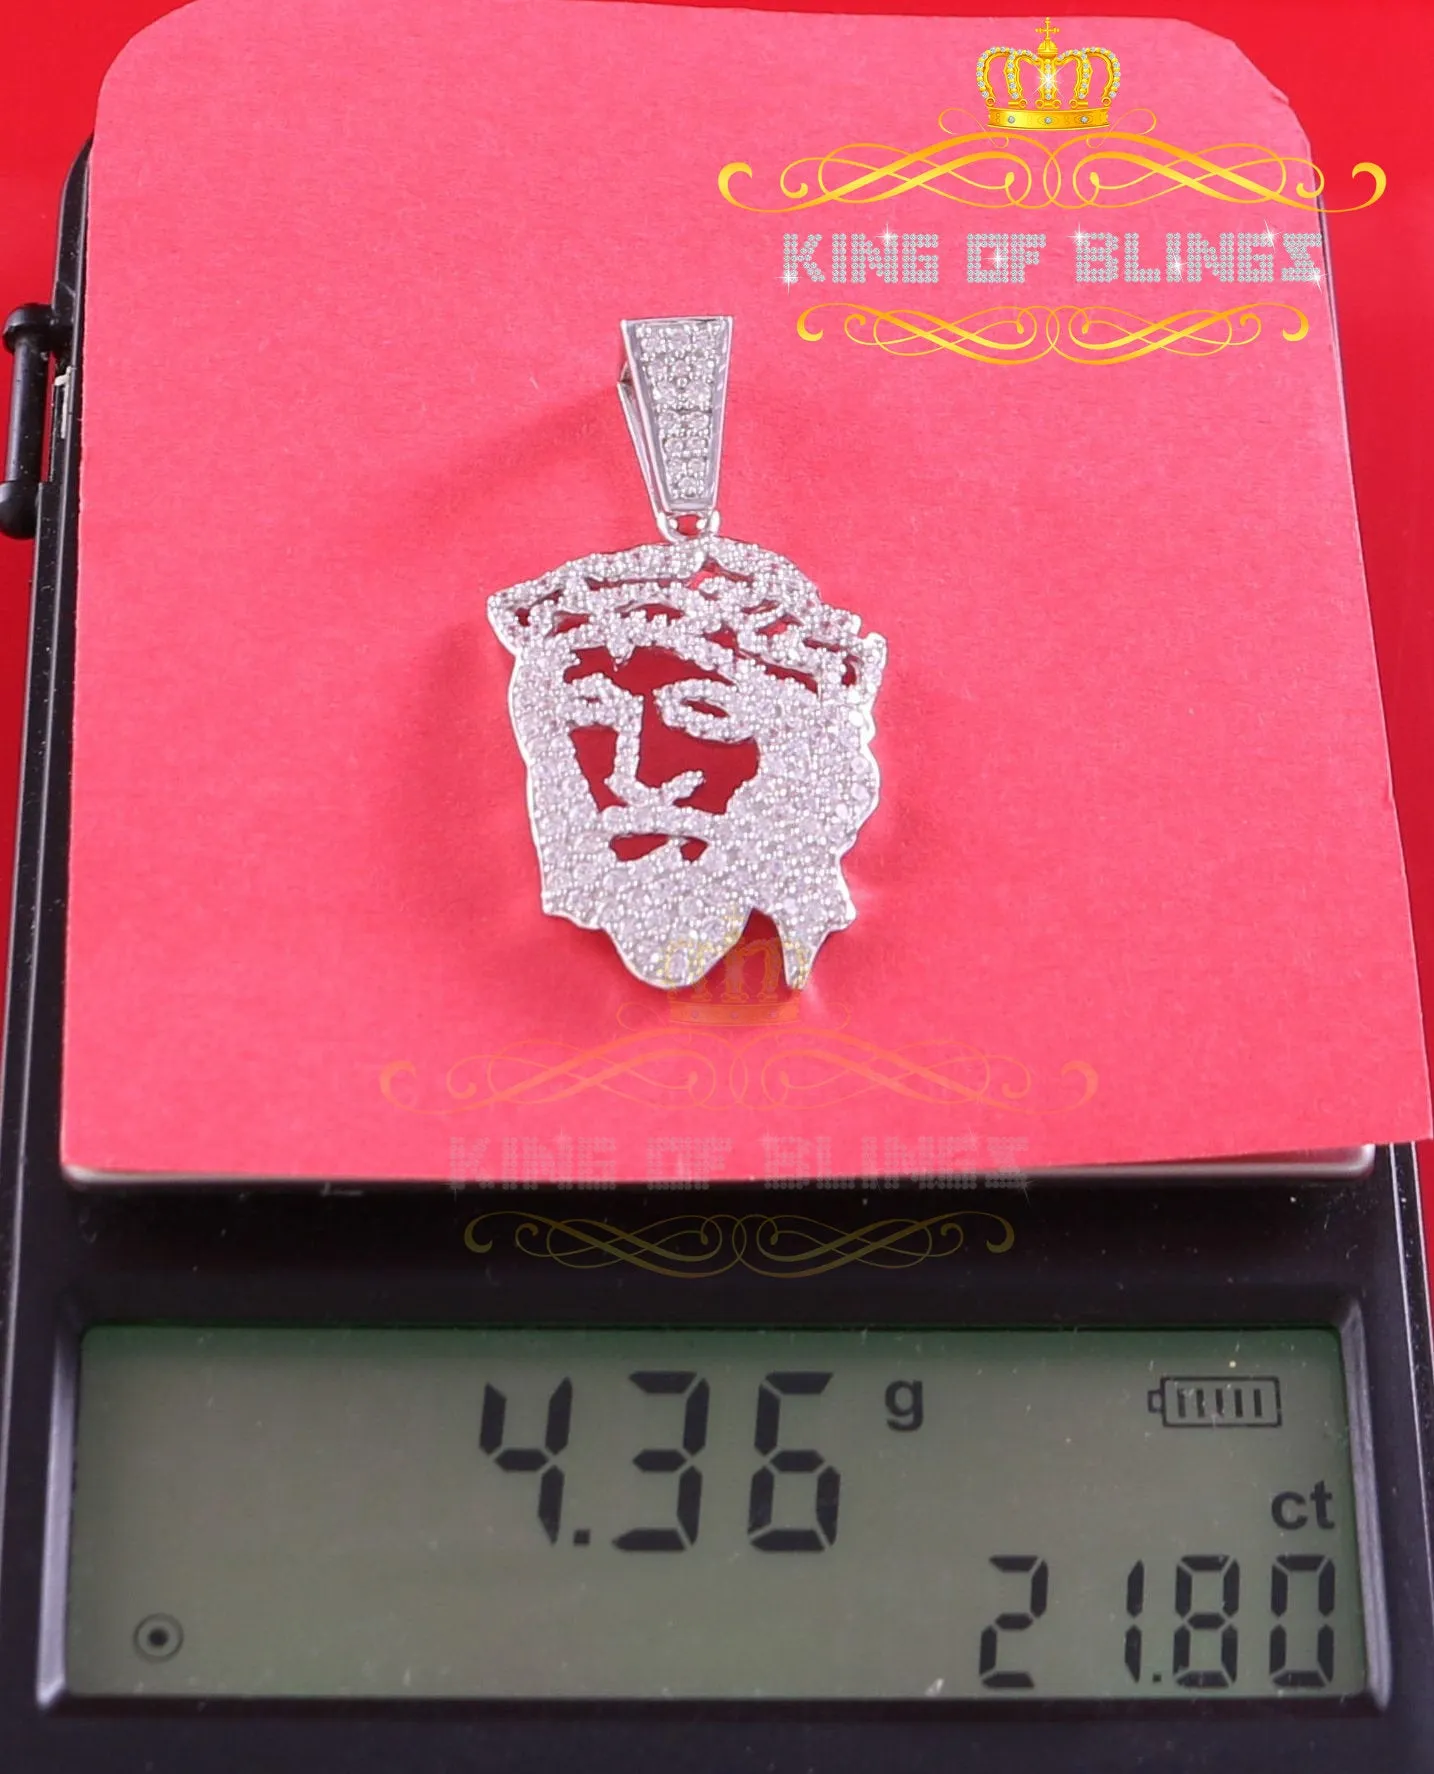 KING OF BLINGS
KING OF BLINGS
4.36 g
ct
21.80